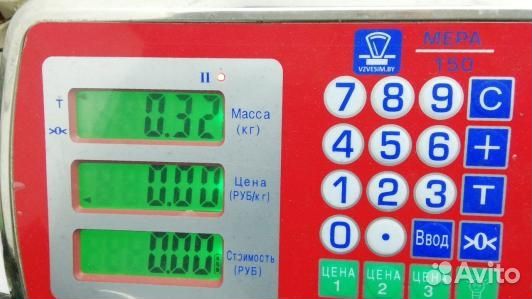 VZVESIM.BY
МЕРА
150
II
T
>0<
0.32
Масса
(кг)
0.00
Цена
(РУБ/кг)
0.00
Стоимость
(РУБ)
7 8 9 C
4 5 6 +
1 2 3 T
0 . Ввод >0<
ЦЕНА
1
ЦЕНА
2
ЦЕНА
3
Avito